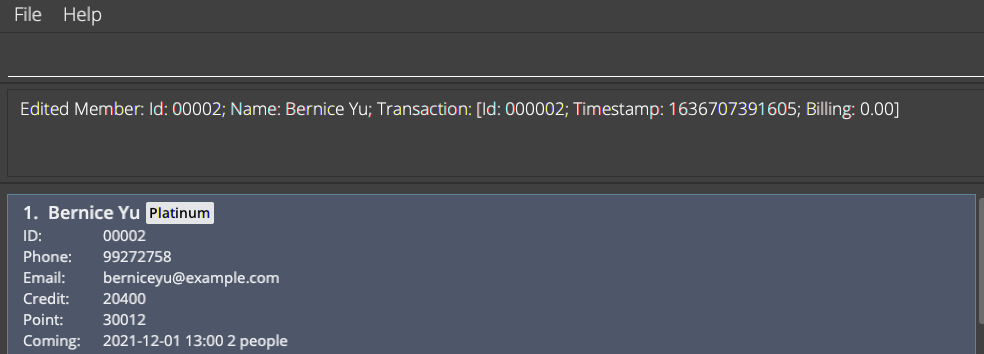 File Help
Edited Member: Id: 00002; Name: Bernice Yu; Transaction: [Id: 000002; Timestamp: 1636707391605; Billing: 0.00]
1. Bernice Yu Platinum
ID: 00002
Phone: 99272758
Email: berniceyu@example.com
Credit: 20400
Point: 30012
Coming: 2021-12-01 13:00 2 people